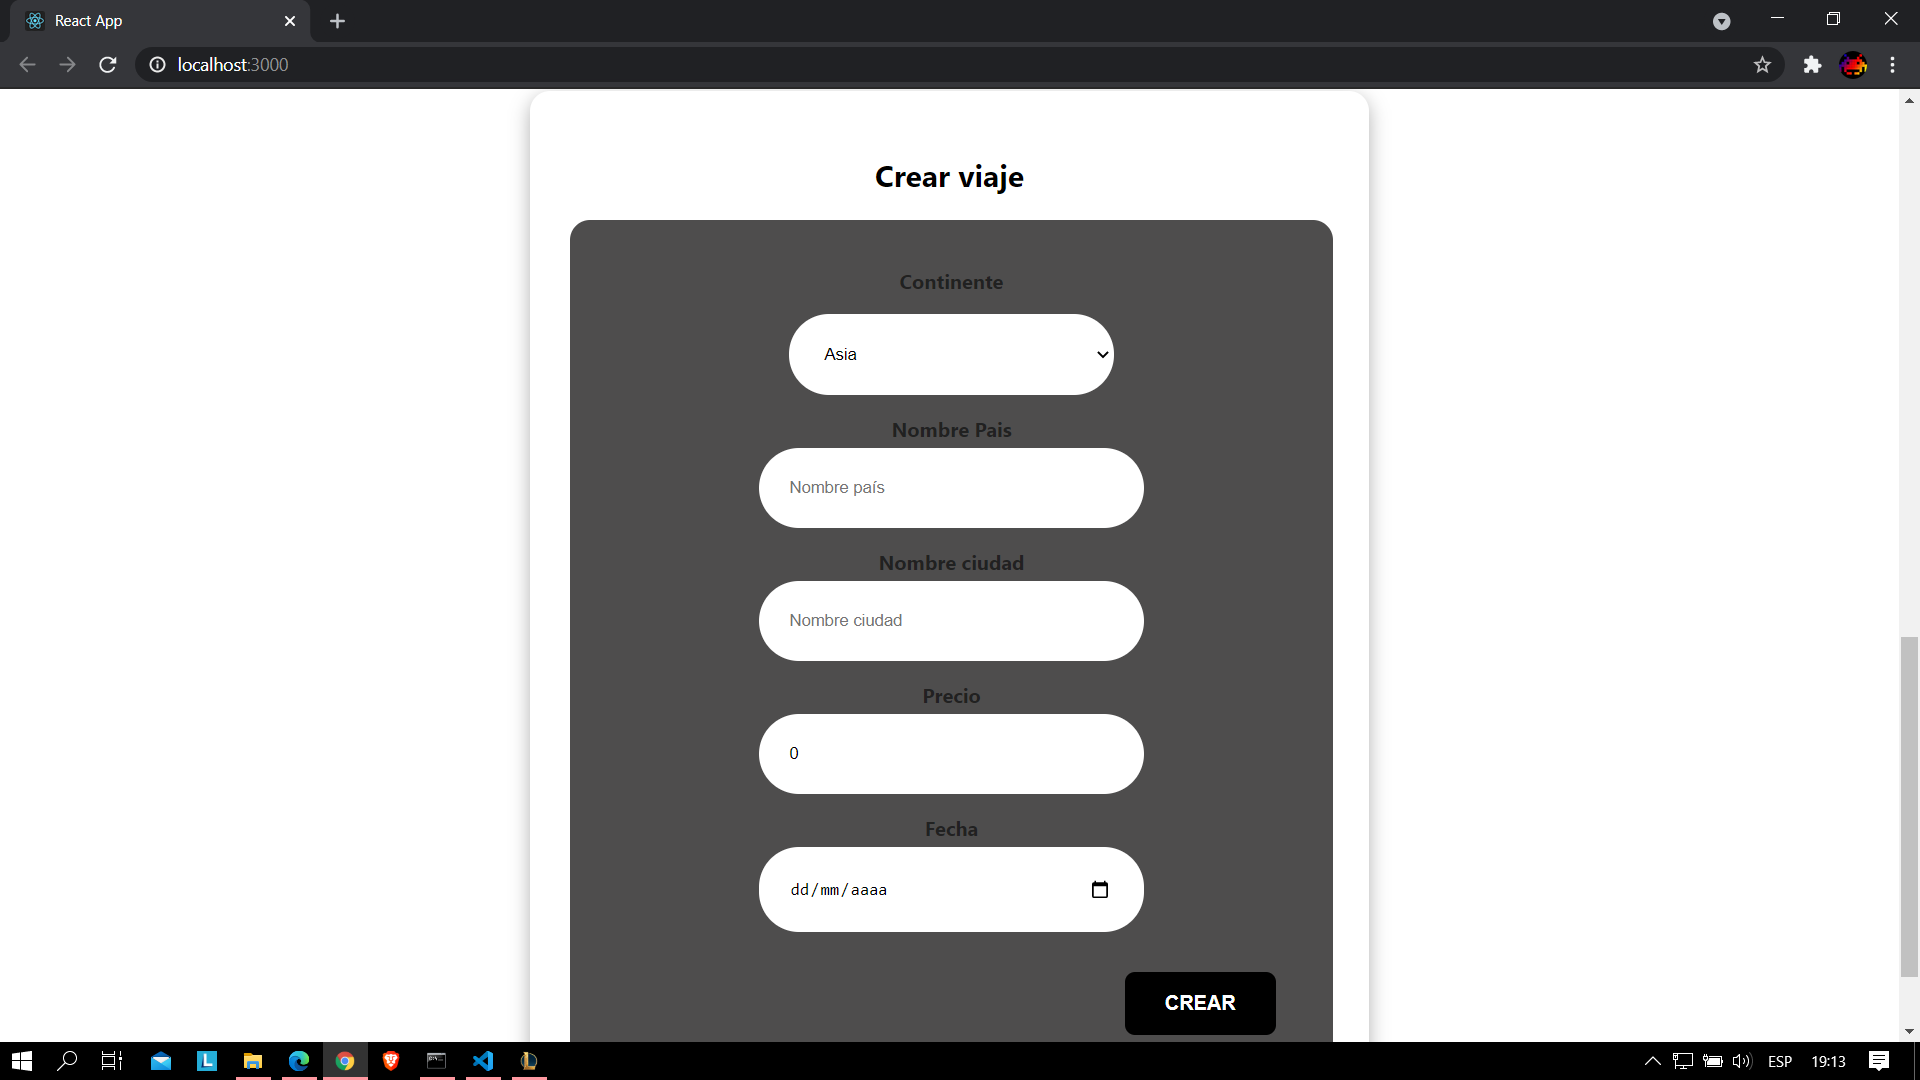 React App
localhost:3000
Crear viaje
Continente
Asia
Nombre Pais
Nombre país
Nombre ciudad
Nombre ciudad
Precio
0
Fecha
dd/mm/aaaa
CREAR
L
ESP
19:13